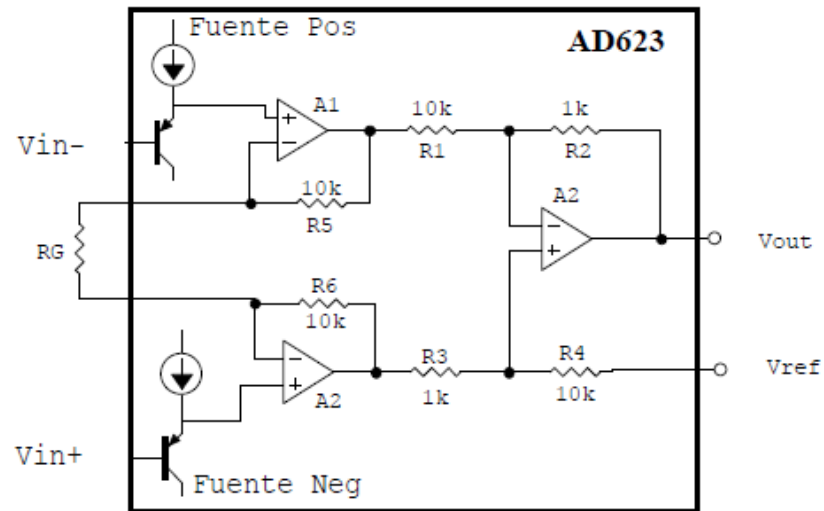 Fuente Pos
AD623
A1
10k
R1
1k
R2
Vin-
10k
R5
A2
RG
Vout
R6
10k
R3
1k
R4
10k
Vref
A2
Vin+
Fuente Neg